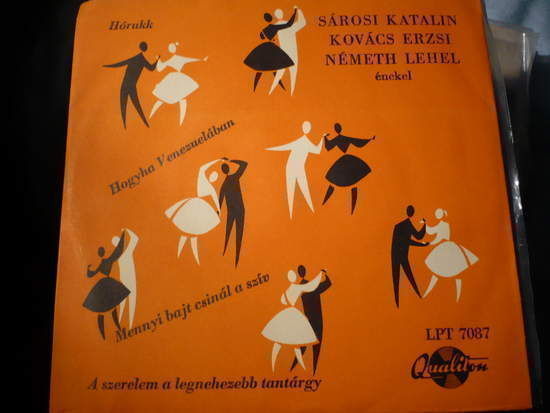 Hórukk
SÁROSI KATALIN
KOVÁCS ERZSI
NÉMETH LEHEL
énekel
Hogyha Venezuelában
Mennyi bajt csinál a szív
A szerelem a legnehezebb tantárgy
LPT 7087
Qualiton